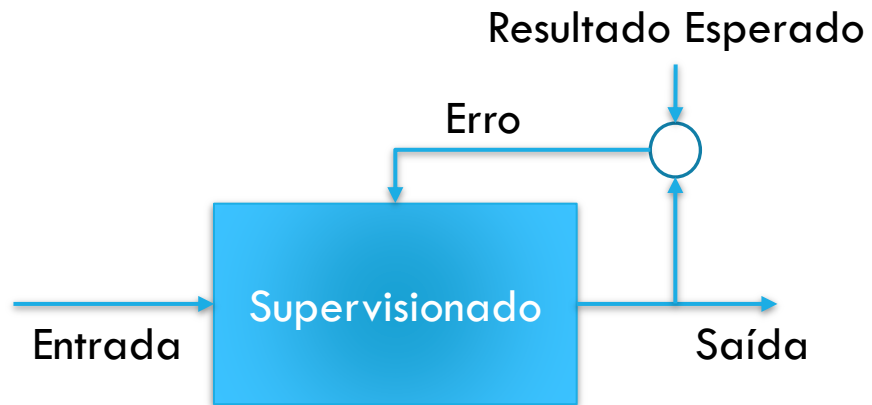 Resultado Esperado
Erro
Supervisionado
Entrada
Saída